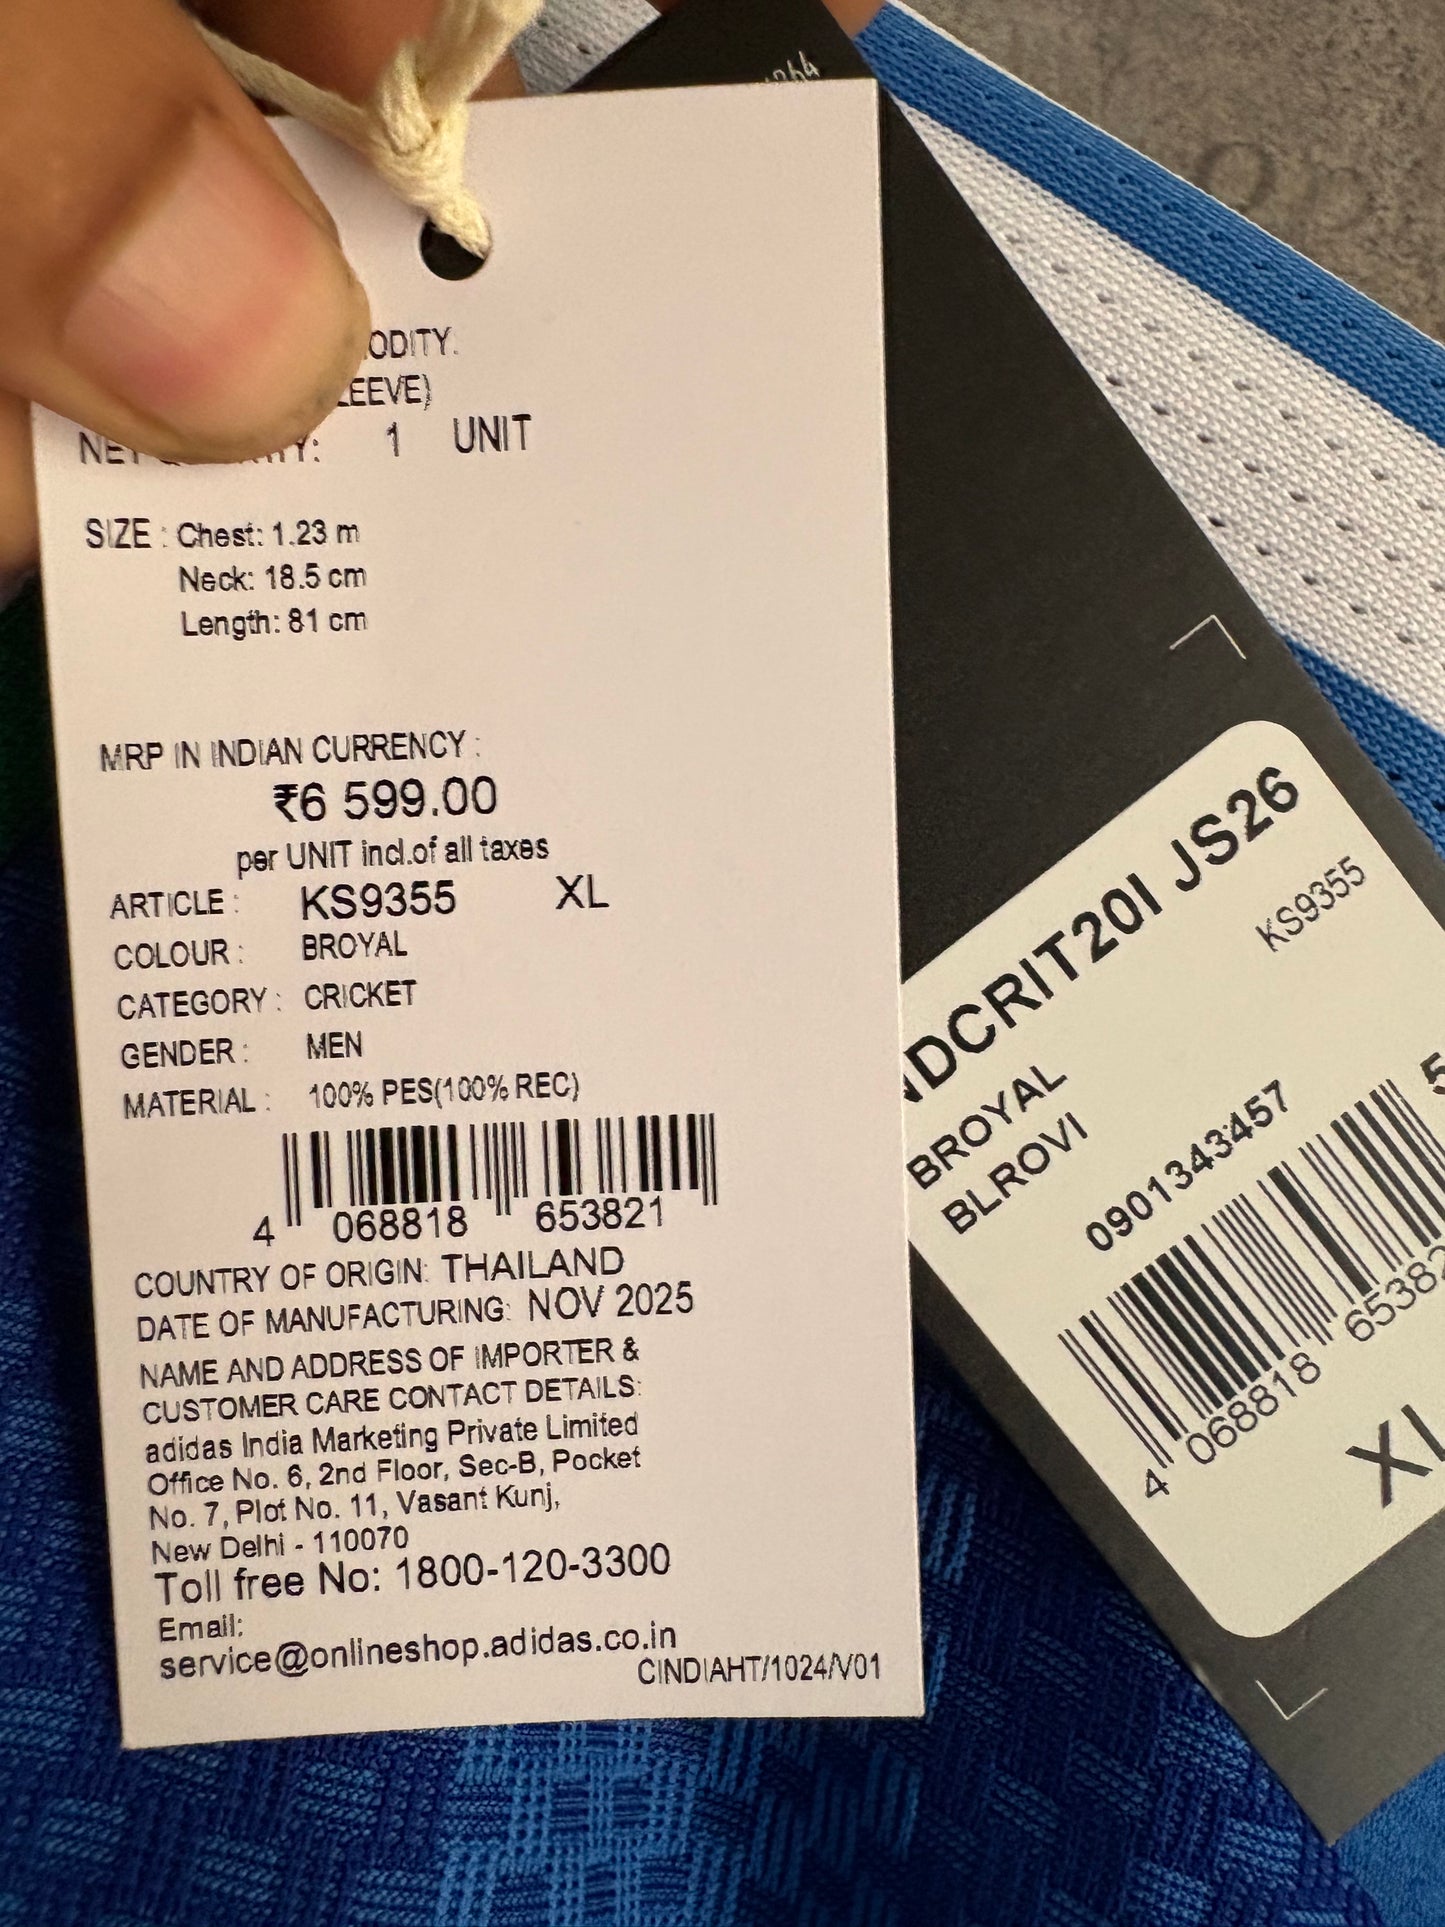 1 UNIT
SIZE : Chest: 1.23 m
Neck: 18.5 cm
Length: 81 cm
MRP IN INDIAN CURRENCY :
₹6 599.00
per UNIT incl.of all taxes
ARTICLE : KS9355 XL
COLOUR : BROYAL
CATEGORY : CRICKET
GENDER : MEN
MATERIAL : 100% PES(100% REC)
4 068818 653821
COUNTRY OF ORIGIN: THAILAND
DATE OF MANUFACTURING: NOV 2025
NAME AND ADDRESS OF IMPORTER &
CUSTOMER CARE CONTACT DETAILS:
adidas India Marketing Private Limited
Office No. 6, 2nd Floor, Sec-B, Pocket
No. 7, Plot No. 11, Vasant Kunj,
New Delhi - 110070
Toll free No: 1800-120-3300
Email:
service@onlineshop.adidas.co.in
CINDIAHT/1024/V01
NDCRIT20I JS26
KS9355
BROYAL
BLROVI
0901343457
4 068818 65382